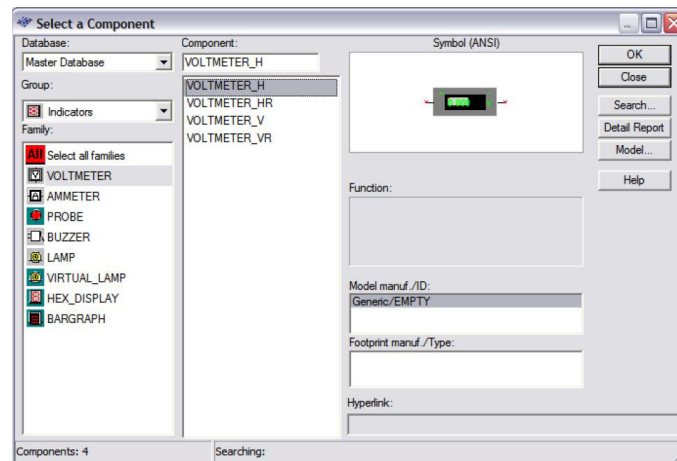 Select a Component
Database:
Master Database
Group:
Indicators
Family:
All Select all families
VOLTMETER
AMMETER
PROBE
BUZZER
LAMP
VIRTUAL_LAMP
HEX_DISPLAY
BARGRAPH
Component:
VOLTMETER_H
VOLTMETER_H
VOLTMETER_HR
VOLTMETER_V
VOLTMETER_VR
Symbol (ANSI)
Function:
Model manuf./ID:
Generic/EMPTY
Footprint manuf./Type:
Hyperlink:
OK
Close
Search...
Detail Report
Model...
Help
Components: 4
Searching: